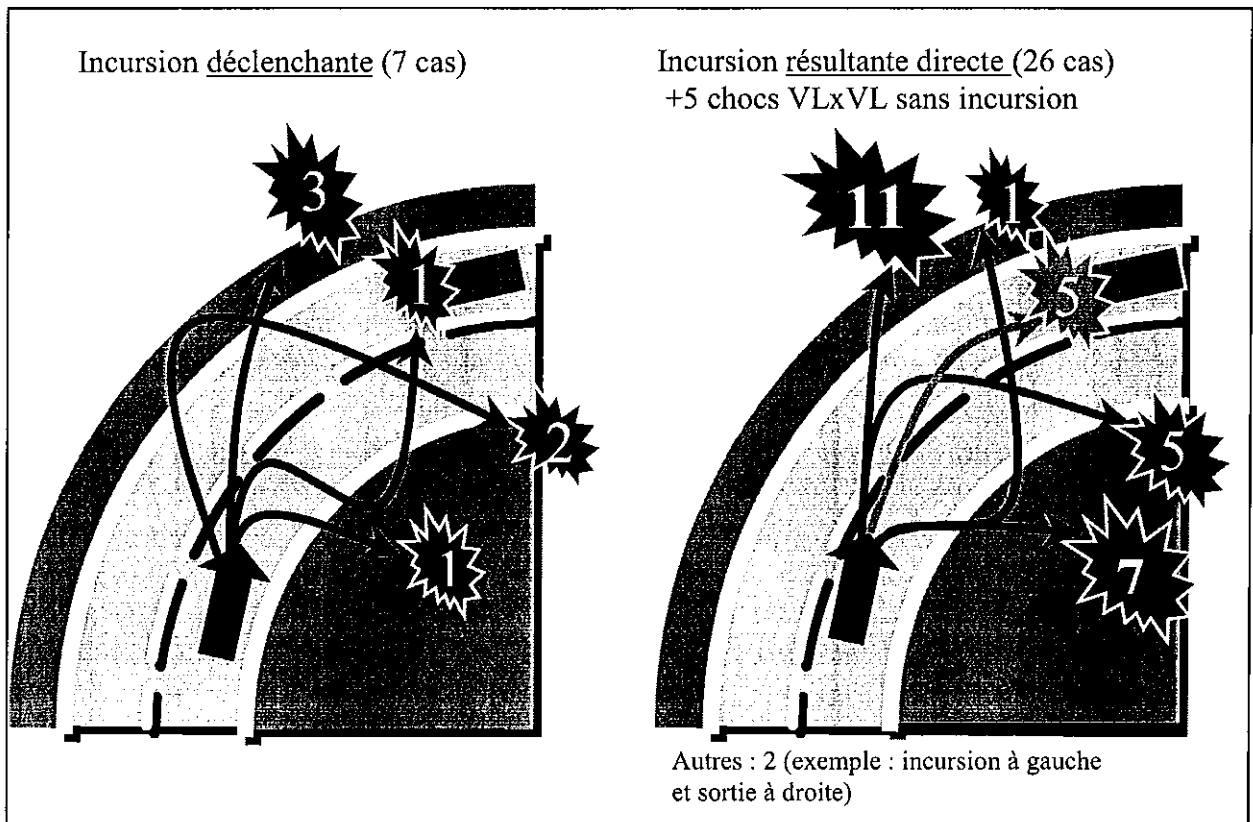 Incursion déclenchante (7 cas)
3
1
2
1
Incursion résultante directe (26 cas)
+5 chocs VLxVL sans incursion
11
1
5
5
7
Autres : 2 (exemple : incursion à gauche
et sortie à droite)